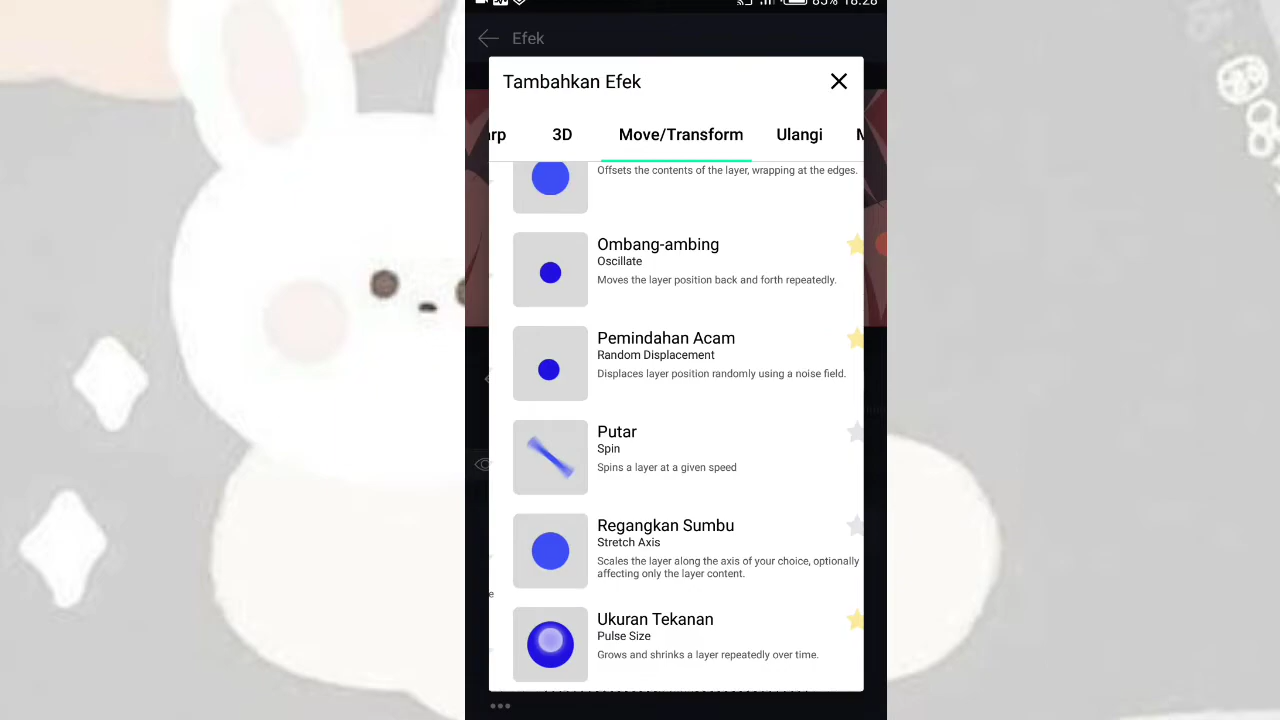 85% 18:28
Efek
Tambahkan Efek
3D
Move/Transform
Ulangi
Offsets the contents of the layer, wrapping at the edges.
Ombang-ambing
Oscillate
Moves the layer position back and forth repeatedly.
Pemindahan Acam
Random Displacement
Displaces layer position randomly using a noise field.
Putar
Spin
Spins a layer at a given speed
Regangkan Sumbu
Stretch Axis
Scales the layer along the axis of your choice, optionally
affecting only the layer content.
Ukuran Tekanan
Pulse Size
Grows and shrinks a layer repeatedly over time.